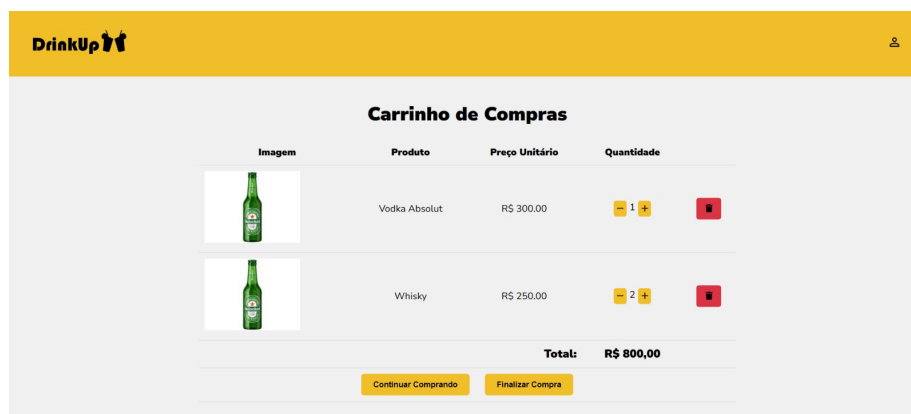 DrinkUp
Carrinho de Compras
Imagem Produto Preço Unitário Quantidade
Vodka Absolut R$ 300.00 − 1 +
Whisky R$ 250.00 − 2 +
Total: R$ 800,00
Continuar Comprando Finalizar Compra